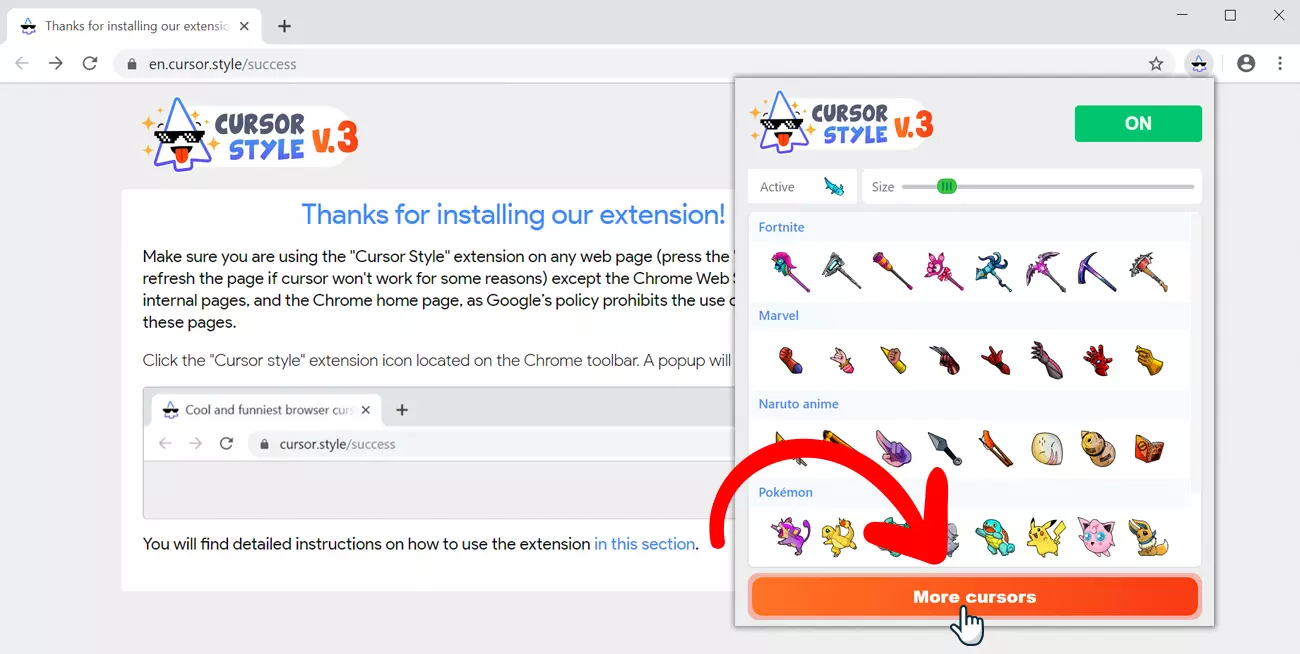 Thanks for installing our extensio
en.cursor.style/success
CURSOR
STYLE V.3
Thanks for installing our extension!
Make sure you are using the "Cursor Style" extension on any web page (press the "
refresh the page if cursor won't work for some reasons) except the Chrome Web S
internal pages, and the Chrome home page, as Google's policy prohibits the use o
these pages.
Click the "Cursor style" extension icon located on the Chrome toolbar. A popup will
Cool and funniest browser curs
cursor.style/success
You will find detailed instructions on how to use the extension in this section.
CURSOR
STYLE V.3
ON
Active
Size
Fortnite
Marvel
Naruto anime
Pokémon
More cursors